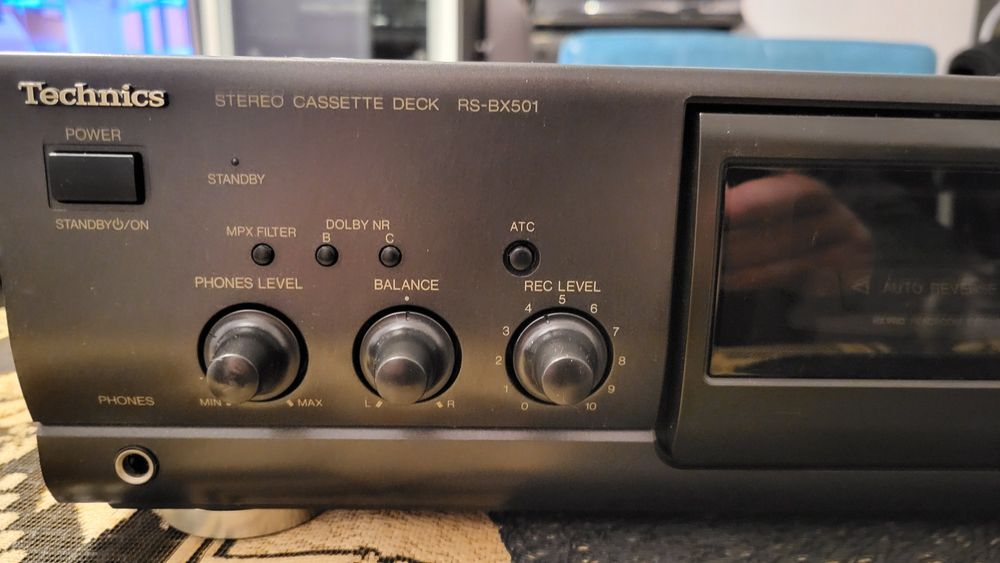 Technics
STEREO CASSETTE DECK RS-BX501
POWER
STANDBY
STANDBY⏻/ON
MPX FILTER
DOLBY NR
B
C
ATC
PHONES LEVEL
BALANCE
REC LEVEL
0 1 2 3 4 5 6 7 8 9 10
MIN
MAX
L
R
PHONES
AUTO REVERSE